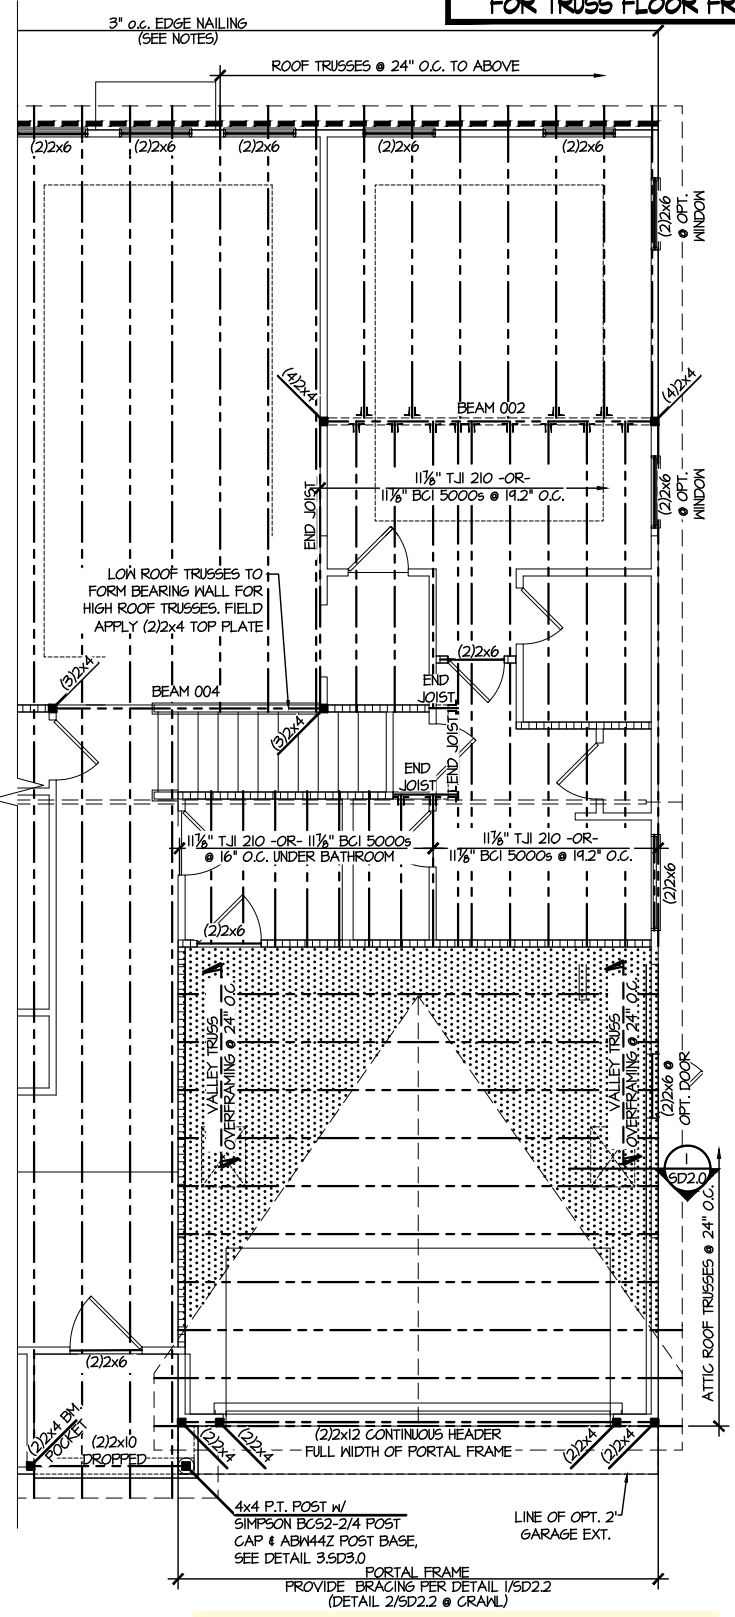 FOR TRUSS FLOOR FR
3" o.c. EDGE NAILING
(SEE NOTES)
ROOF TRUSSES @ 24" O.C. TO ABOVE
(2)2x6
(2)2x6
(2)2x6
(2)2x6
(2)2x6
(2)2x6
@ OPT.
WINDOW
(4)2x4
BEAM 002
(4)2x4
11⅞" TJI 210 -OR-
11⅞" BCI 5000s @ 19.2" O.C.
END JOIST
(2)2x6
@ OPT.
WINDOW
LOW ROOF TRUSSES TO
FORM BEARING WALL FOR
HIGH ROOF TRUSSES. FIELD
APPLY (2)2x4 TOP PLATE
(2)2x6
(3)2x4
BEAM 004
END
JOIST
(3)2x4
END JOIST
END
JOIST
11⅞" TJI 210 -OR- 11⅞" BCI 5000s
@ 16" O.C. UNDER BATHROOM
11⅞" TJI 210 -OR-
11⅞" BCI 5000s @ 19.2" O.C.
(2)2x6
(2)2x6
VALLEY TRUSS
OVERFRAMING @ 24" O.C.
VALLEY TRUSS
OVERFRAMING @ 24" O.C.
(2)2x6 @
OPT. DOOR
1
SD2.0
ATTIC ROOF TRUSSES @ 24" O.C.
(2)2x6
(2)2x4 BM.
POCKET
(2)2x10
DROPPED
(2)2x4
(2)2x4
(2)2x12 CONTINUOUS HEADER
FULL WIDTH OF PORTAL FRAME
(2)2x4
(2)2x4
4x4 P.T. POST w/
SIMPSON BCS2-2/4 POST
CAP & ABW44Z POST BASE,
SEE DETAIL 3.SD3.0
LINE OF OPT. 2'
GARAGE EXT.
PORTAL FRAME
PROVIDE BRACING PER DETAIL 1/SD2.2
(DETAIL 2/SD2.2 @ CRAWL)